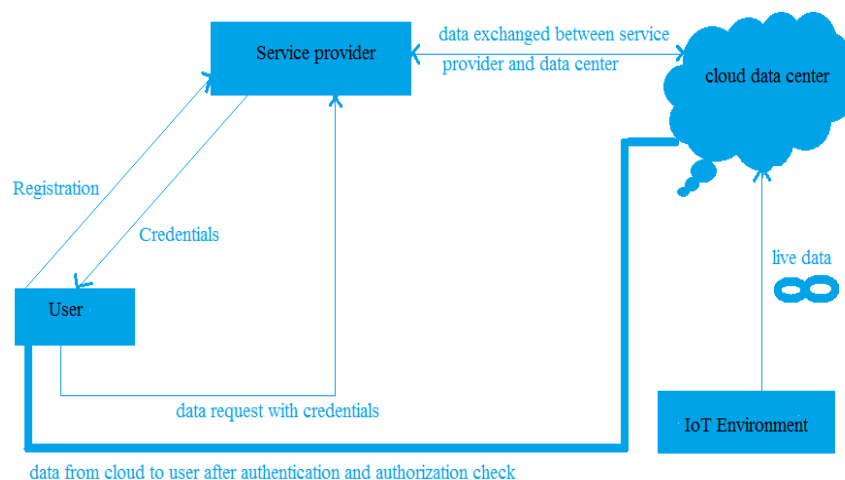 data exchanged between service
provider and data center
Service provider
cloud data center
Registration
Credentials
live data
User
data request with credentials
IoT Environment
data from cloud to user after authentication and authorization check